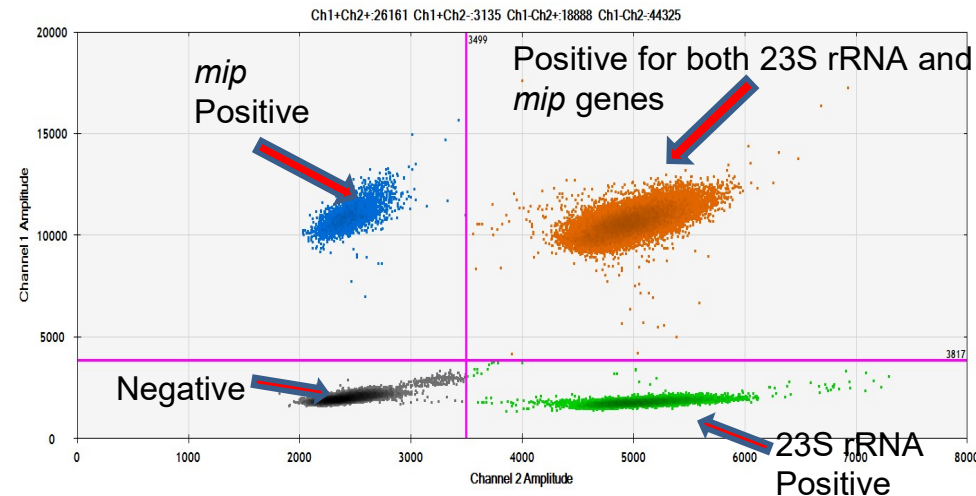 Ch1+Ch2+:26161 Ch1+Ch2-:3135 Ch1-Ch2+:18888 Ch1-Ch2-:44325
20000
15000
10000
5000
0
Channel 1 Amplitude
3499
mip
Positive
Positive for both 23S rRNA and
mip genes
3817
Negative
23S rRNA
Positive
0
1000
2000
3000
4000
5000
6000
7000
8000
Channel 2 Amplitude